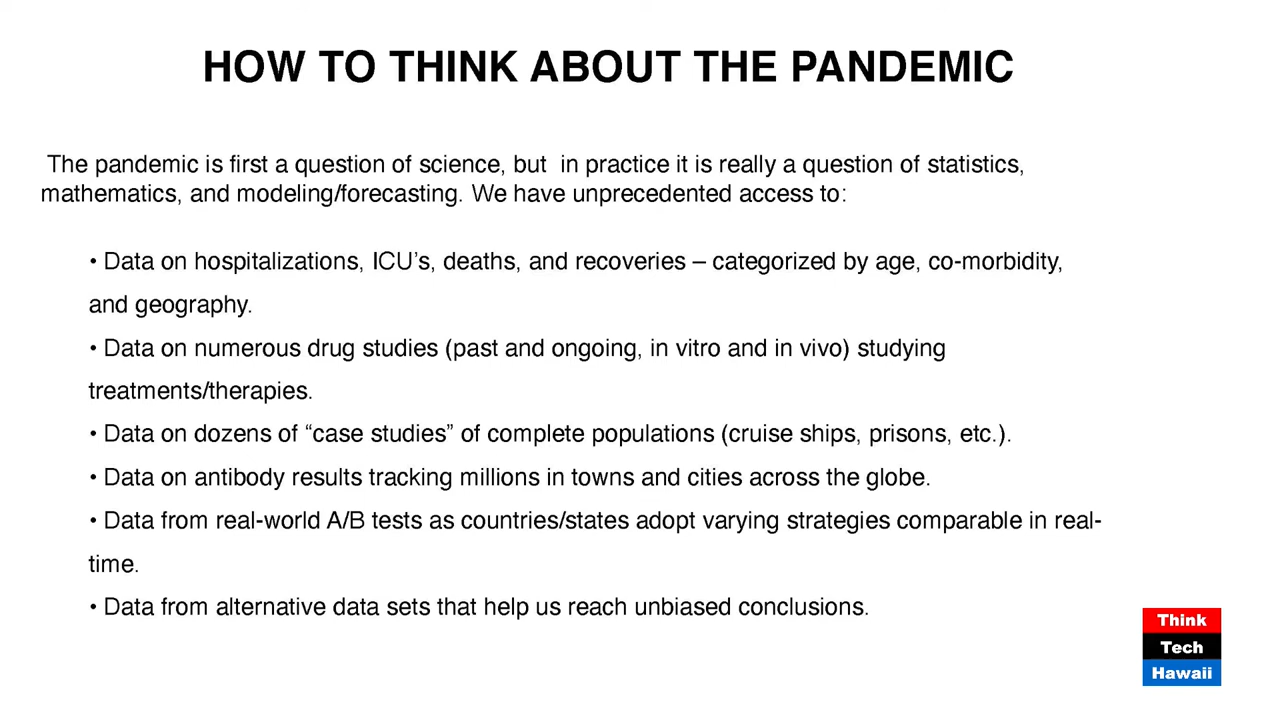 HOW TO THINK ABOUT THE PANDEMIC
The pandemic is first a question of science, but in practice it is really a question of statistics,
mathematics, and modeling/forecasting. We have unprecedented access to:
• Data on hospitalizations, ICU’s, deaths, and recoveries – categorized by age, co-morbidity,
and geography.
• Data on numerous drug studies (past and ongoing, in vitro and in vivo) studying
treatments/therapies.
• Data on dozens of “case studies” of complete populations (cruise ships, prisons, etc.).
• Data on antibody results tracking millions in towns and cities across the globe.
• Data from real-world A/B tests as countries/states adopt varying strategies comparable in real-
time.
• Data from alternative data sets that help us reach unbiased conclusions.
Think
Tech
Hawaii